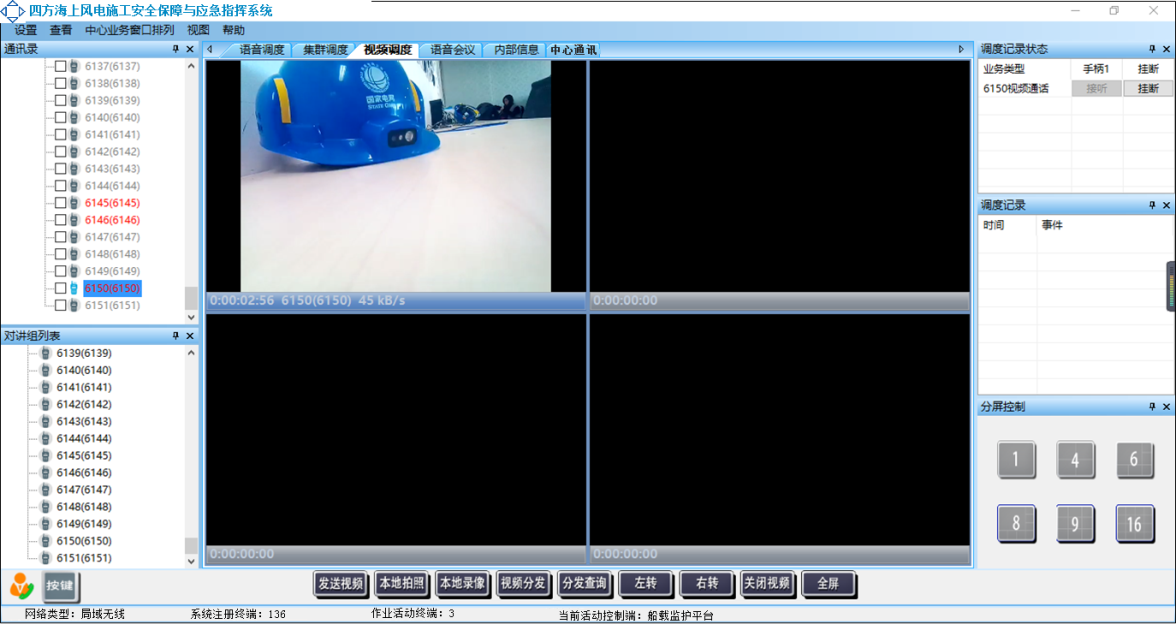 四方海上风电施工安全保障与应急指挥系统
设置 查看 中心业务窗口排列 视图 帮助
通讯录
6137(6137)
6138(6138)
6139(6139)
6140(6140)
6141(6141)
6142(6142)
6143(6143)
6144(6144)
6145(6145)
6146(6146)
6147(6147)
6148(6148)
6149(6149)
6150(6150)
6151(6151)
对讲组列表
6139(6139)
6140(6140)
6141(6141)
6142(6142)
6143(6143)
6144(6144)
6145(6145)
6146(6146)
6147(6147)
6148(6148)
6149(6149)
6150(6150)
6151(6151)
语音调度 集群调度 视频调度 语音会议 内部信息 中心通讯
国家电网
0:00:02:56 6150(6150) 45 kB/s
0:00:00:00
0:00:00:00
0:00:00:00
调度记录状态
业务类型 手柄1 挂断
6150视频通话 接听 挂断
调度记录
时间 事件
分屏控制
1 4 6
8 9 16
按键
发送视频 本地拍照 本地录像 视频分发 分发查询 左转 右转 关闭视频 全屏
网络类型：局域无线 系统注册终端：136 作业活动终端：3 当前活动控制端：船载监护平台